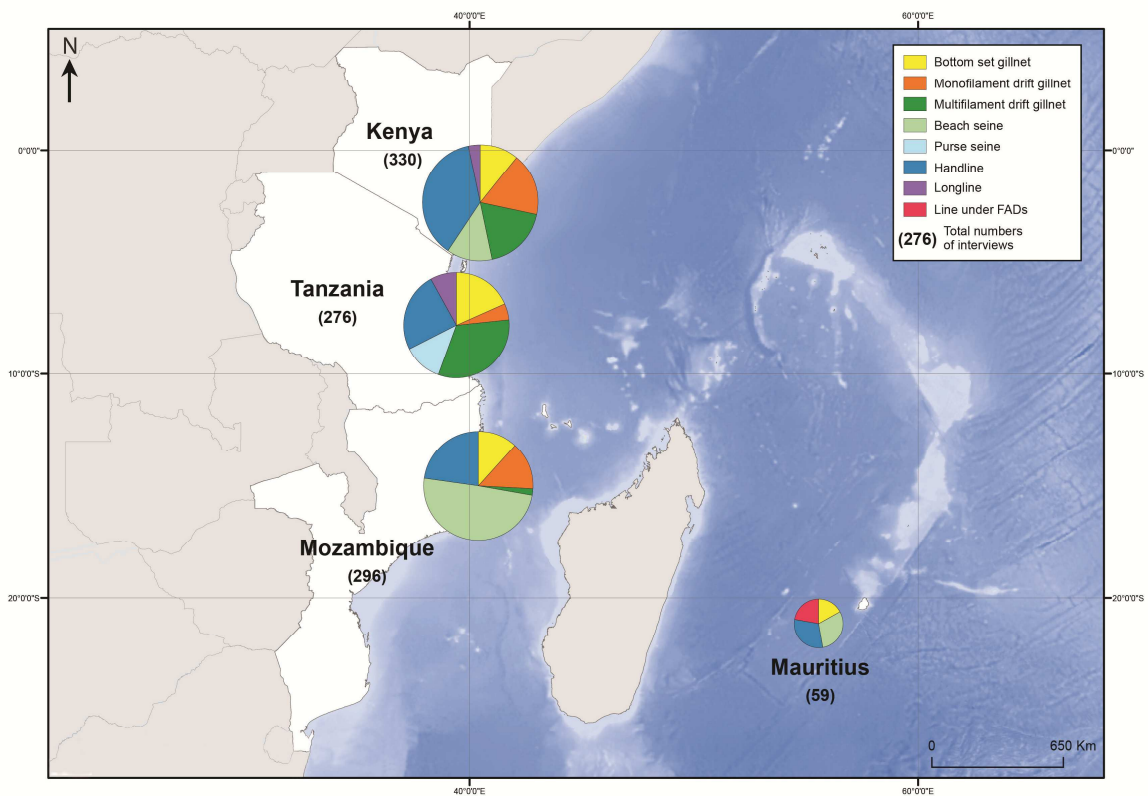 40°0'0"E
60°0'0"E
N
Bottom set gillnet
Monofilament drift gillnet
Multifilament drift gillnet
Beach seine
Purse seine
Handline
Longline
Line under FADs
(276) Total numbers
of interviews
Kenya
(330)
0°0'0"
0°0'0"
Tanzania
(276)
10°0'0"S
10°0'0"S
Mozambique
(296)
20°0'0"S
20°0'0"S
Mauritius
(59)
0
650 Km
40°0'0"E
60°0'0"E